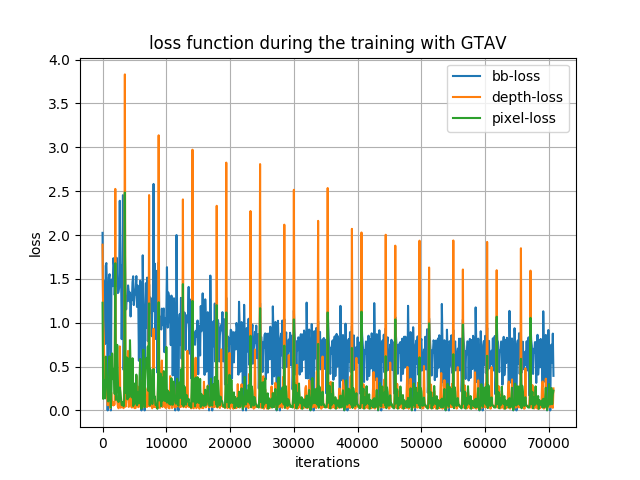 loss function during the training with GTAV
bb-loss
depth-loss
pixel-loss
4.0
3.5
3.0
2.5
2.0
1.5
1.0
0.5
0.0
loss
0 10000 20000 30000 40000 50000 60000 70000
iterations